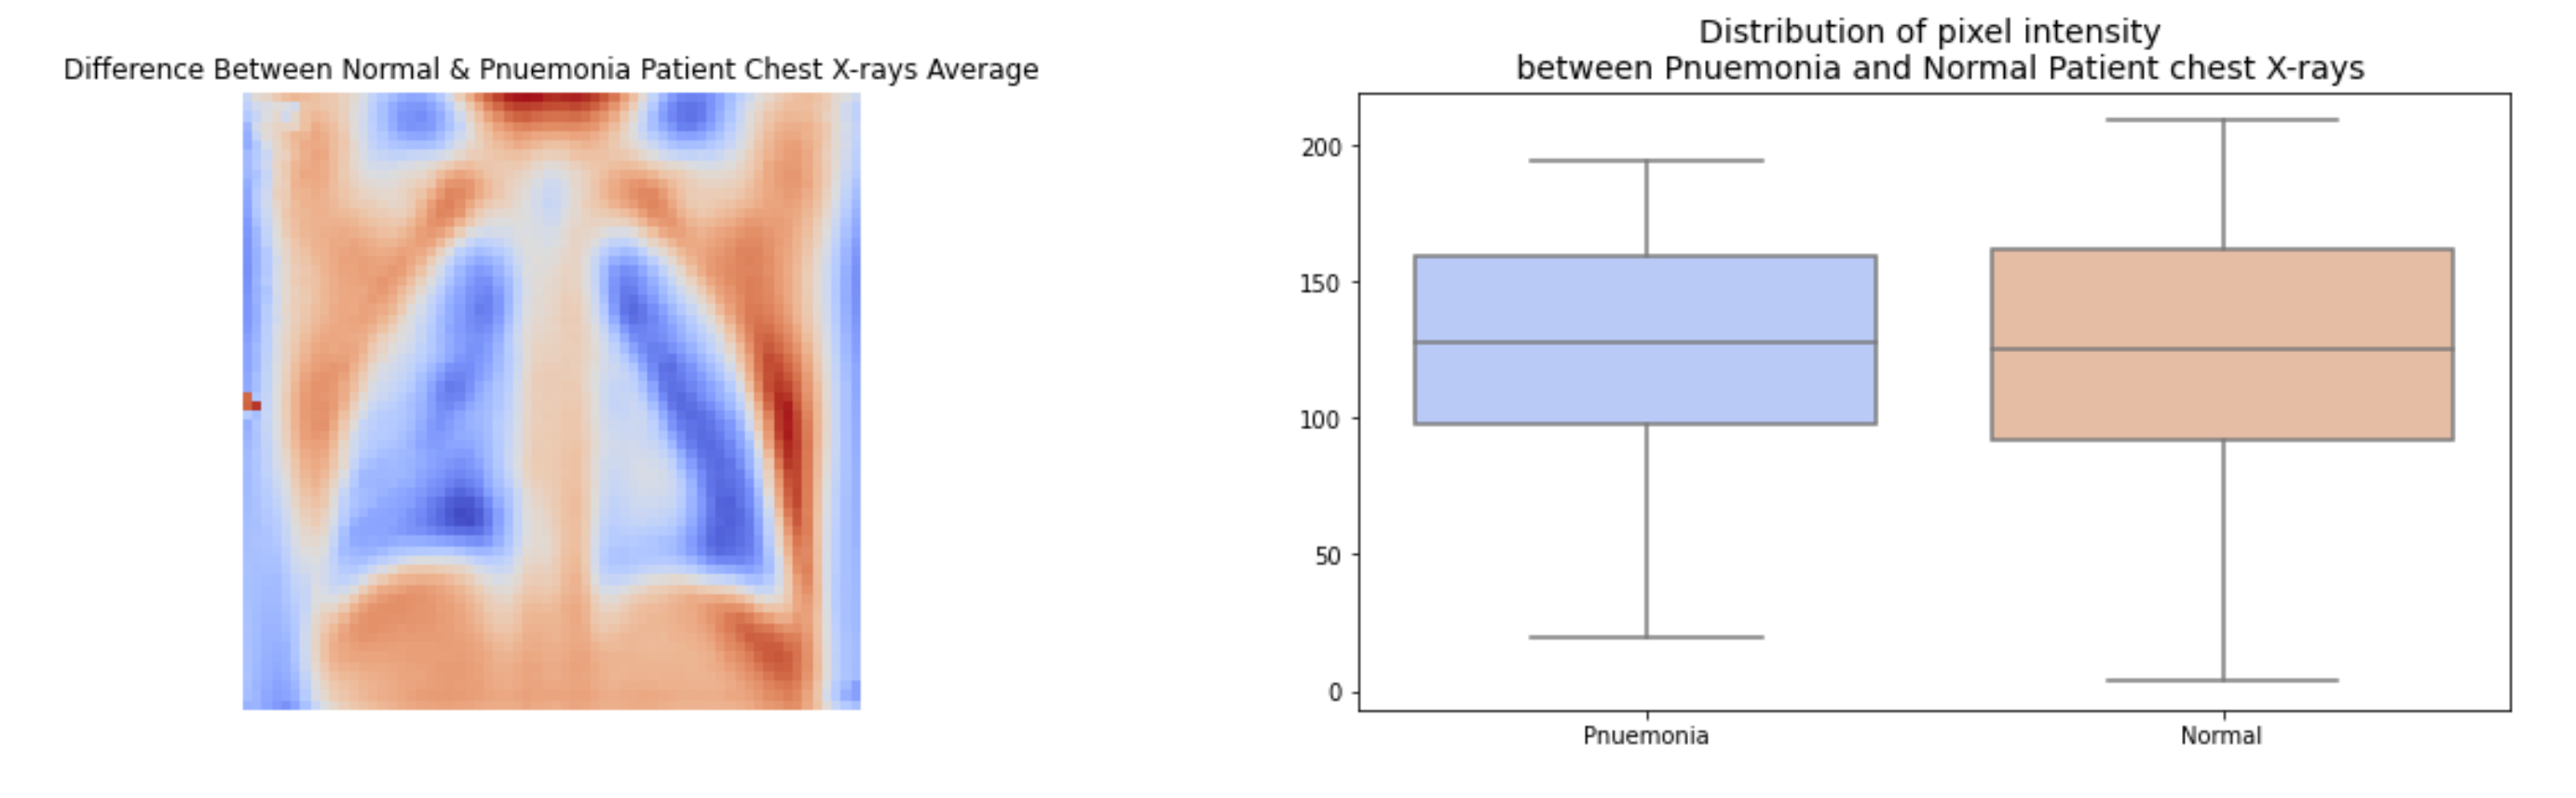 Difference Between Normal & Pnuemonia Patient Chest X-rays Average
Distribution of pixel intensity
between Pnuemonia and Normal Patient chest X-rays
200
150
100
50
0
Pnuemonia
Normal